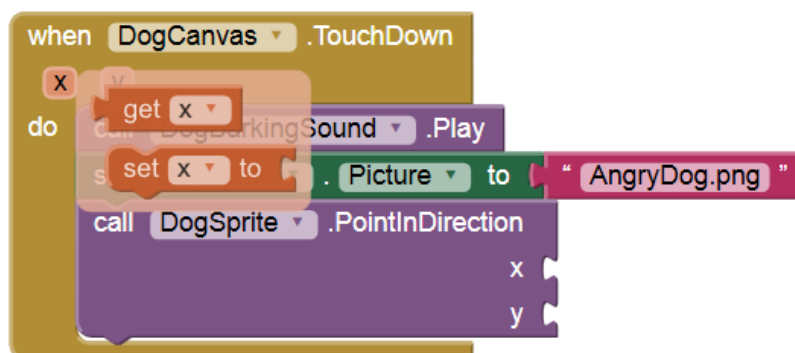 when DogCanvas .TouchDown
x y
get x
do call DogBarkingSound .Play
set x to . Picture to “ AngryDog.png ”
call DogSprite .PointInDirection
x
y